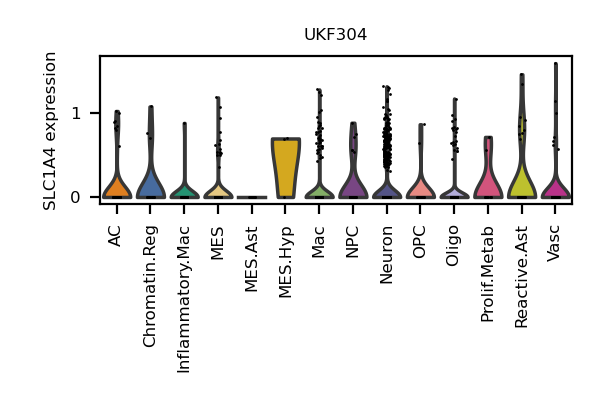 UKF304
SLC1A4 expression
1
0
AC
Chromatin.Reg
Inflammatory.Mac
MES
MES.Ast
MES.Hyp
Mac
NPC
Neuron
OPC
Oligo
Prolif.Metab
Reactive.Ast
Vasc